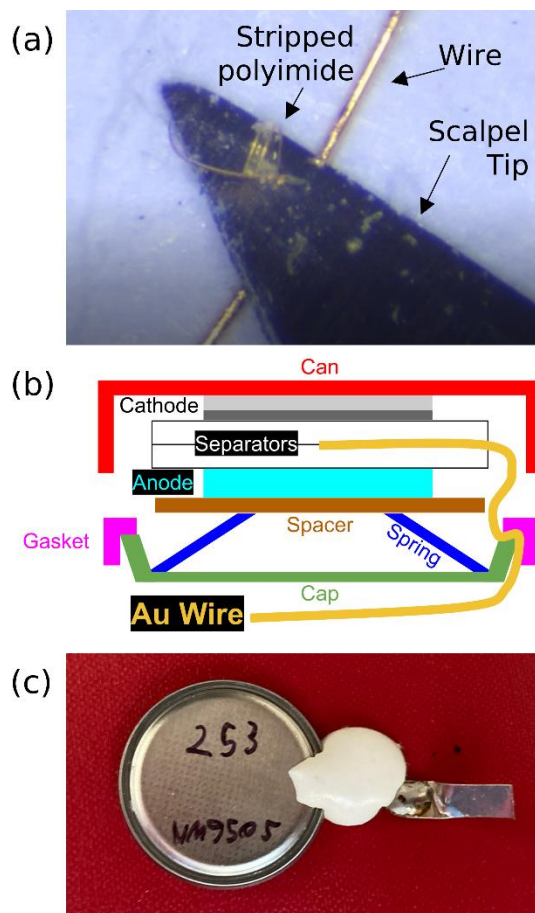 (a)
Stripped
polyimide
Wire
Scalpel
Tip
(b)
Can
Cathode
Separators
Anode
Spacer
Gasket
Spring
Cap
Au Wire
(c)
253
NM9505